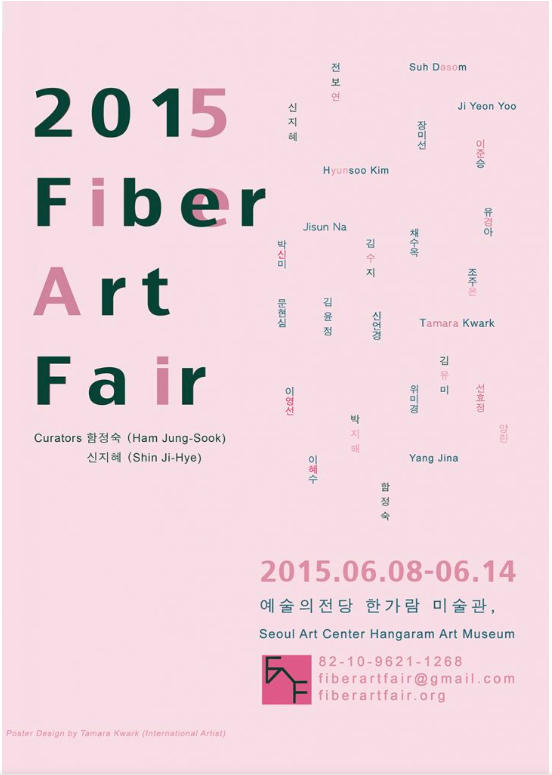 2015
Fiber
Art
Fair
Curators 함정숙 (Ham Jung-Sook)
신지혜 (Shin Ji-Hye)
전보연
Suh Dasom
신지혜
Ji Yeon Yoo
장미선
이준승
Hyunsoo Kim
유경아
Jisun Na
박신미
김수지
채수옥
조주은
문현심
김윤정
신언경
Tamara Kwark
김유미
이영선
위미경
선효정
박지해
양린
이혜수
Yang Jina
함정숙
2015.06.08-06.14
예술의전당 한가람 미술관,
Seoul Art Center Hangaram Art Museum
82-10-9621-1268
fiberartfair@gmail.com
fiberartfair.org
Poster Design by Tamara Kwark (International Artist)